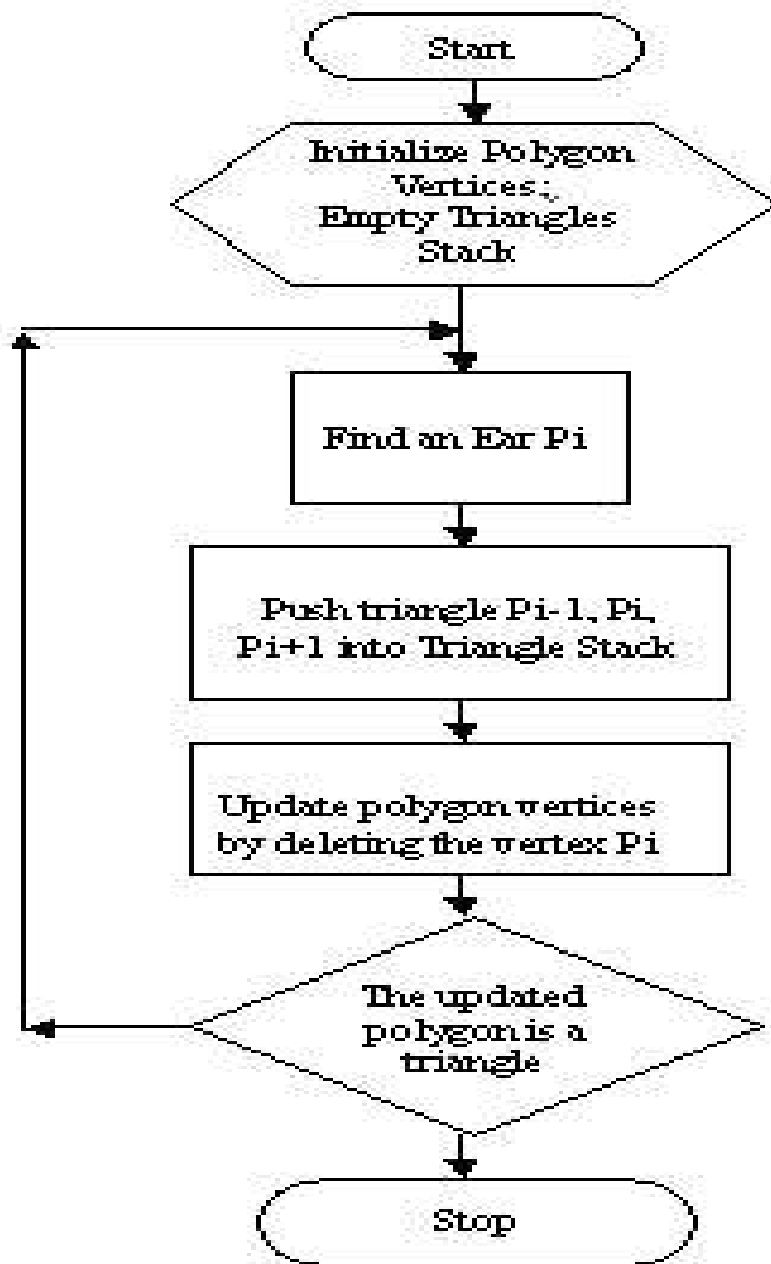 Start
Initialize Polygon
Vertices;
Empty Triangles
Stack
Find an Ear Pi
Push triangle Pi-1, Pi,
Pi+1 into Triangle Stack
Update polygon vertices
by deleting the vertex Pi
The updated
polygon is a
triangle
Stop